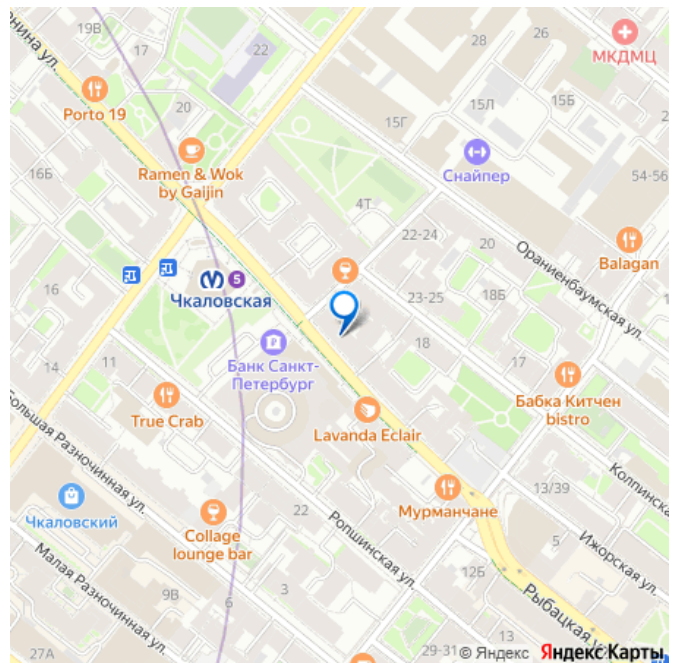 19В
17
22
28
26
МКДМЦ
енина ул.
Porto 19
20
15Г
15Л
15Б
Ramen & Wok
by Gaijin
Снайпер
54-56
16Б
4Т
22-24
20
Balagan
Ораниенбаумская ул.
16
М 5
Чкаловская
23-25
18Б
Банк Санкт-
Петербург
18
14
11
17
True Crab
Бабка Китчен
bistro
Lavanda Eclair
Большая Разночинная ул.
Колпинска
Чкаловский
Мурманчане
13/39
22
Ропшинская ул.
Collage
lounge bar
5
Ижорская ул.
Малая Разночинная ул.
9В
6
3
12Б
Рыбацкая у
27А
29-31
13
© Яндекс Яндекс Карты